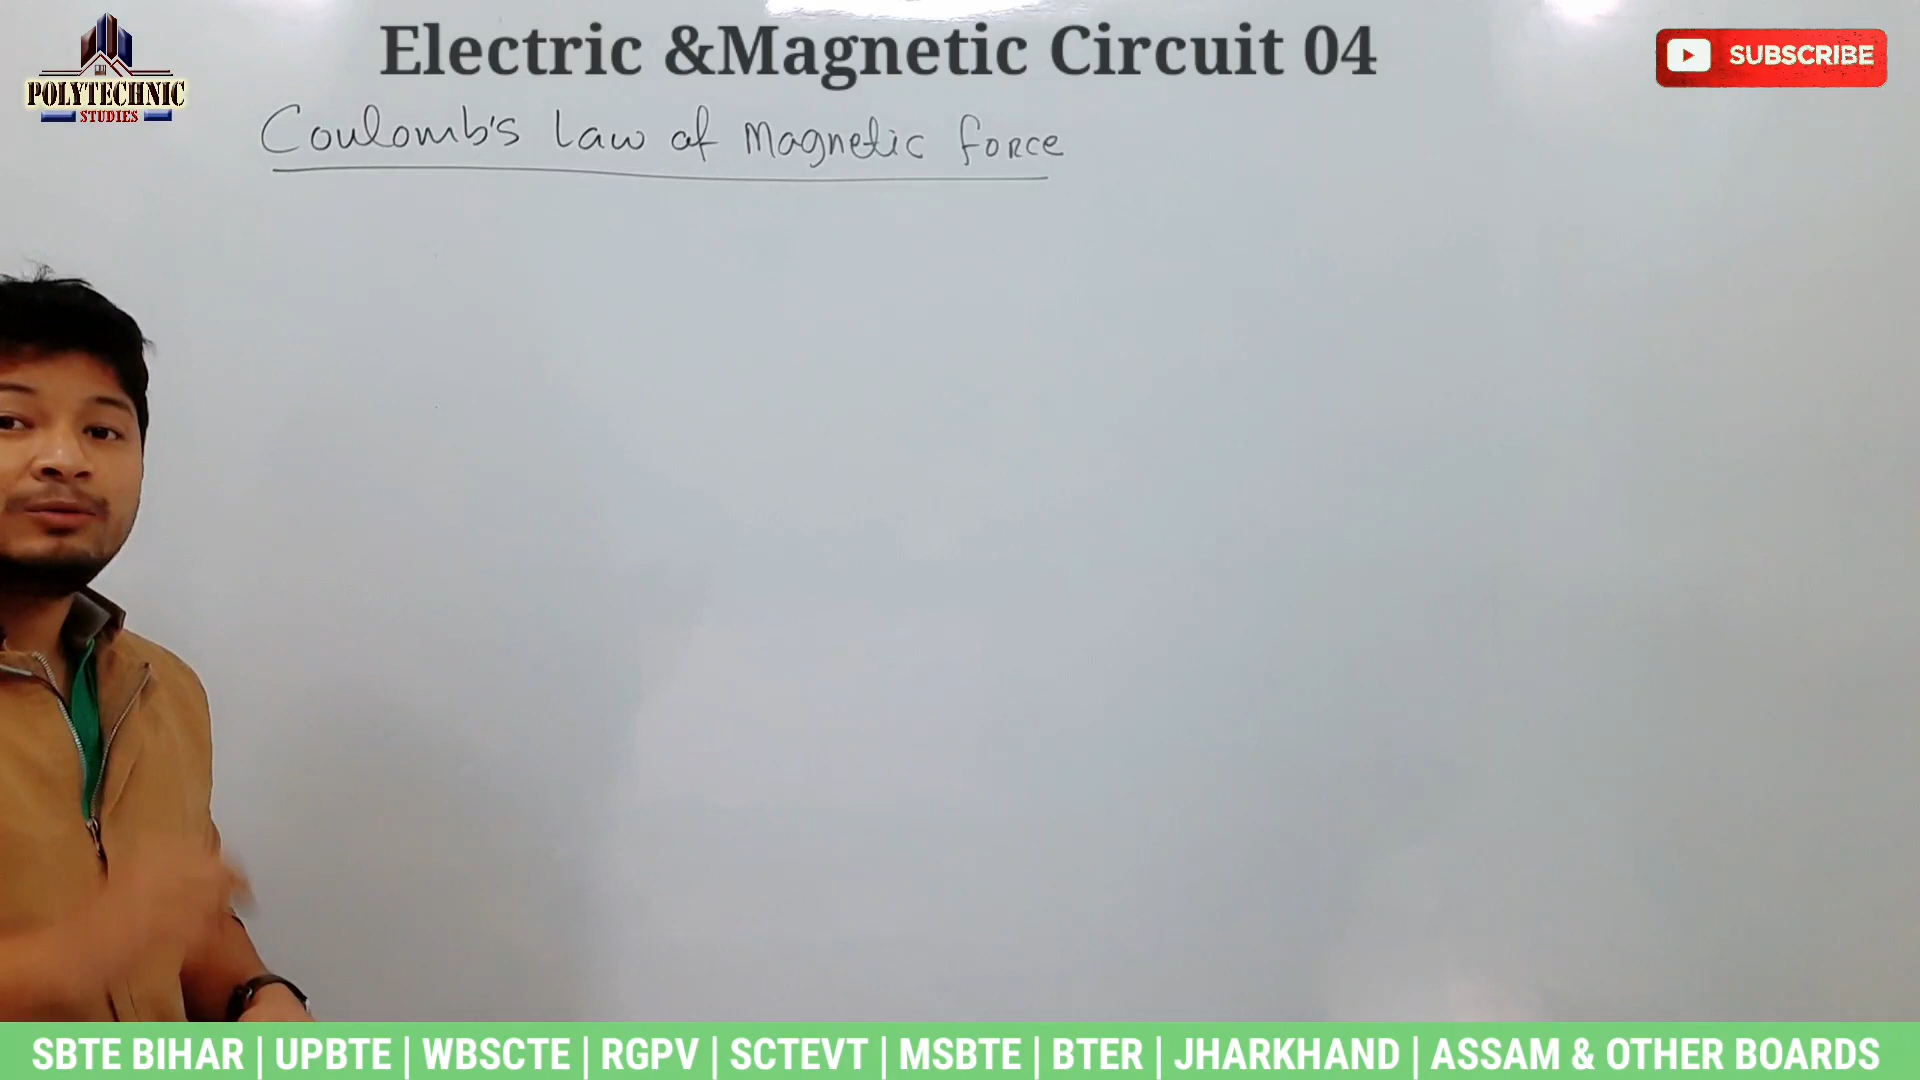 Electric &Magnetic Circuit 04
SUBSCRIBE
POLYTECHNIC
STUDIES
Coulomb's Law of Magnetic force
SBTE BIHAR | UPBTE | WBSCTE | RGPV | SCTEVT | MSBTE | BTER | JHARKHAND | ASSAM & OTHER BOARDS